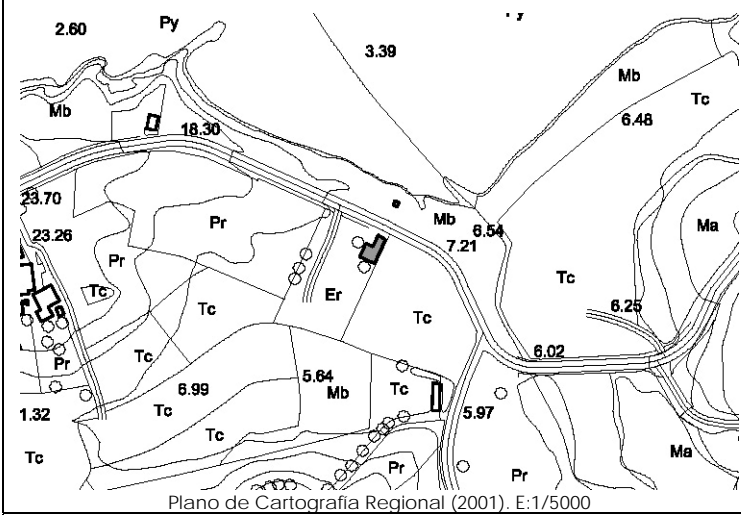 2.60
Py
3.39
Mb
Tc
6.48
Mb
18.30
23.70
23.26
Pr
Pr
Mb
6.54
7.21
Ma
Tc
Er
Tc
Tc
Tc
6.25
Tc
6.02
Pr
6.99
5.64
Mb
Tc
1.32
Tc
Tc
5.97
Tc
Pr
Pr
Ma
Plano de Cartografía Regional (2001). E:1/5000